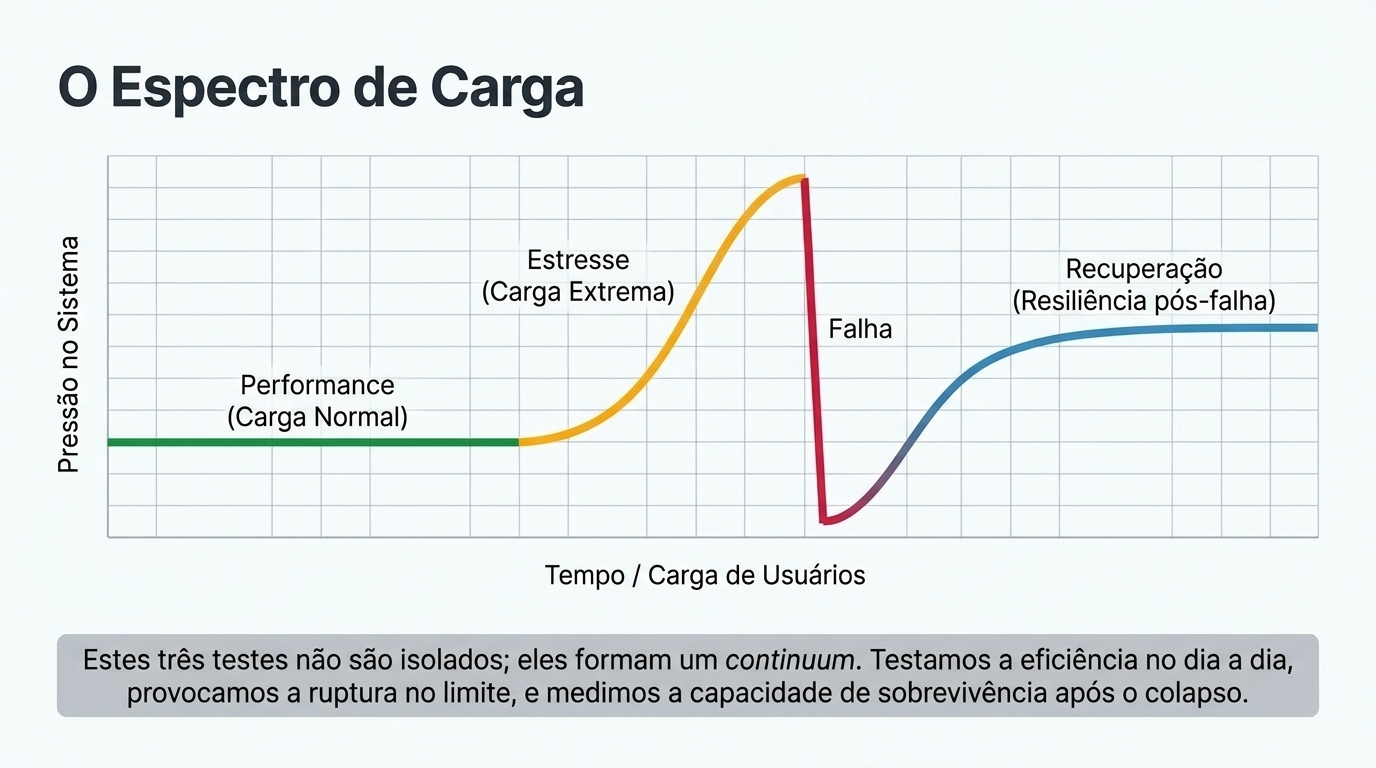 O Espectro de Carga
Pressão no Sistema
Estresse
(Carga Extrema)
Recuperação
(Resiliência pós-falha)
Falha
Performance
(Carga Normal)
Tempo / Carga de Usuários
Estes três testes não são isolados; eles formam um continuum. Testamos a eficiência no dia a dia,
provocamos a ruptura no limite, e medimos a capacidade de sobrevivência após o colapso.